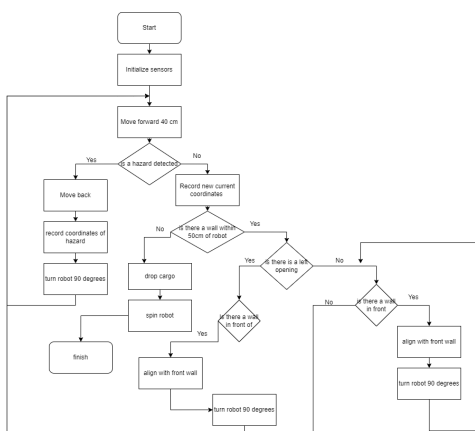 Start
Initialize sensors
Move forward 40 cm
Yes
is a hazard detected
No
Move back
Record new current
coordinates
record coordinates of
hazard
No
is there a wall within
50cm of robot
Yes
turn robot 90 degrees
drop cargo
Yes
is there is a left
opening
No
spin robot
Yes
is there a wall
in front of
No
is there a wall
in front
Yes
finish
align with front wall
align with front wall
turn robot 90 degrees
turn robot 90 degrees